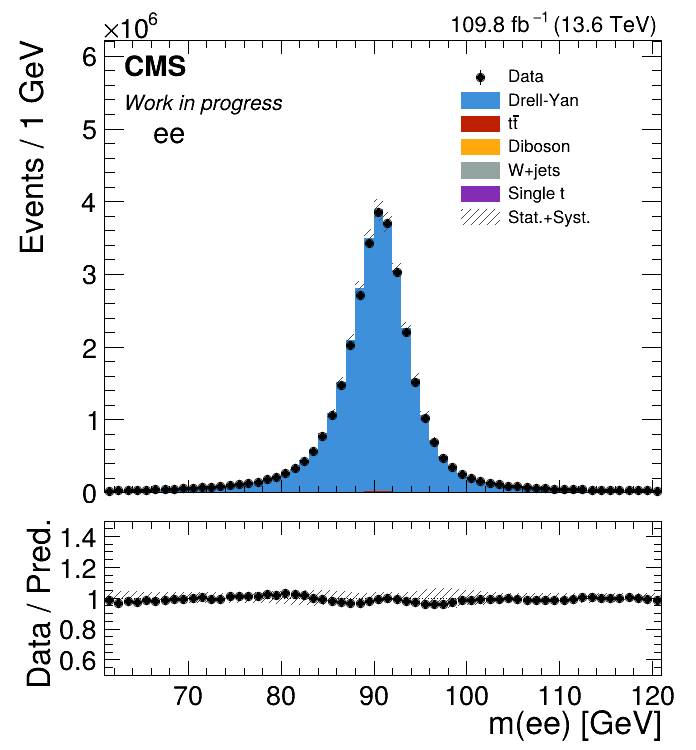 ×10⁶
109.8 fb⁻¹ (13.6 TeV)
CMS
Work in progress
ee
Data
Drell-Yan
tt̅
Diboson
W+jets
Single t
Stat.+Syst.
Events / 1 GeV
6
5
4
3
2
1
0
Data / Pred.
1.4
1.2
1
0.8
0.6
70 80 90 100 110 120
m(ee) [GeV]